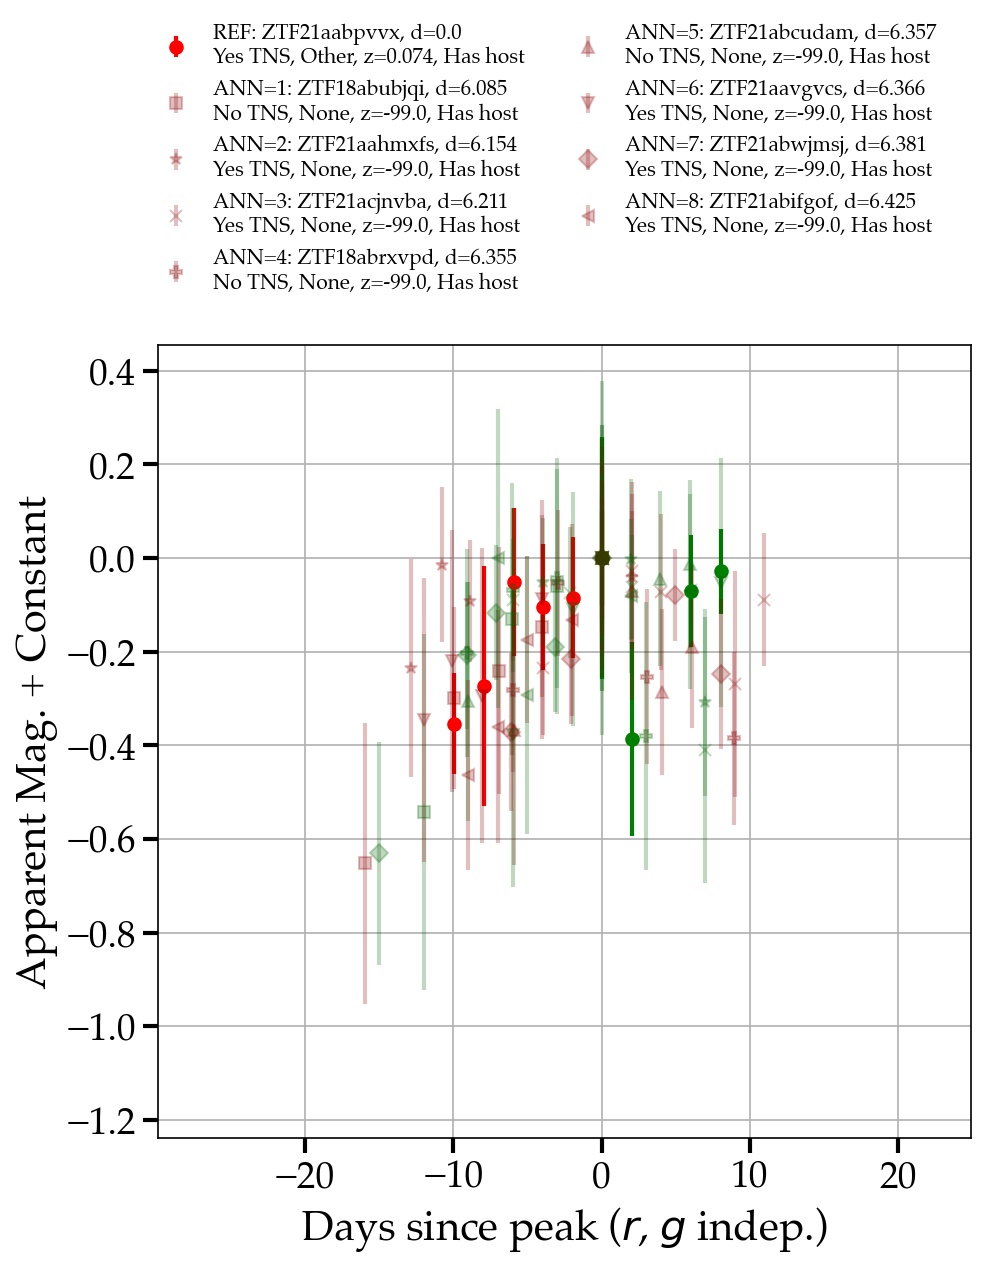 REF: ZTF21aabpvvx, d=0.0
Yes TNS, Other, z=0.074, Has host
ANN=1: ZTF18abubjqi, d=6.085
No TNS, None, z=-99.0, Has host
ANN=2: ZTF21aahmxfs, d=6.154
Yes TNS, None, z=-99.0, Has host
ANN=3: ZTF21acjnvba, d=6.211
Yes TNS, None, z=-99.0, Has host
ANN=4: ZTF18abrxvpd, d=6.355
No TNS, None, z=-99.0, Has host
ANN=5: ZTF21abcudam, d=6.357
No TNS, None, z=-99.0, Has host
ANN=6: ZTF21aavgvcs, d=6.366
Yes TNS, None, z=-99.0, Has host
ANN=7: ZTF21abwjmsj, d=6.381
Yes TNS, None, z=-99.0, Has host
ANN=8: ZTF21abifgof, d=6.425
Yes TNS, None, z=-99.0, Has host
Apparent Mag. + Constant
0.4
0.2
0.0
−0.2
−0.4
−0.6
−0.8
−1.0
−1.2
−20
−10
0
10
20
Days since peak (r, g indep.)